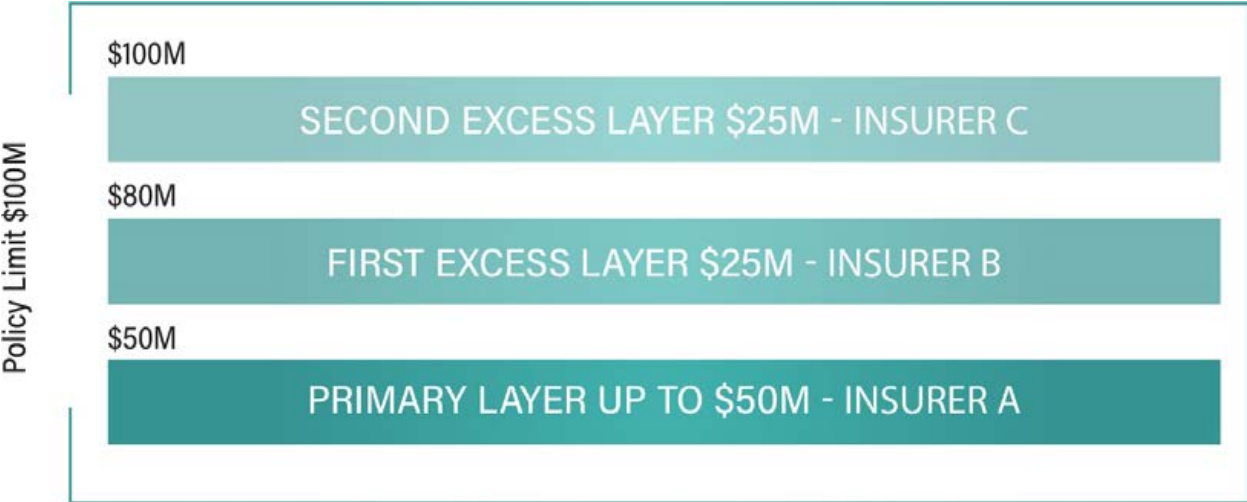 Policy Limit $100M
$100M
SECOND EXCESS LAYER $25M - INSURER C
$80M
FIRST EXCESS LAYER $25M - INSURER B
$50M
PRIMARY LAYER UP TO $50M - INSURER A